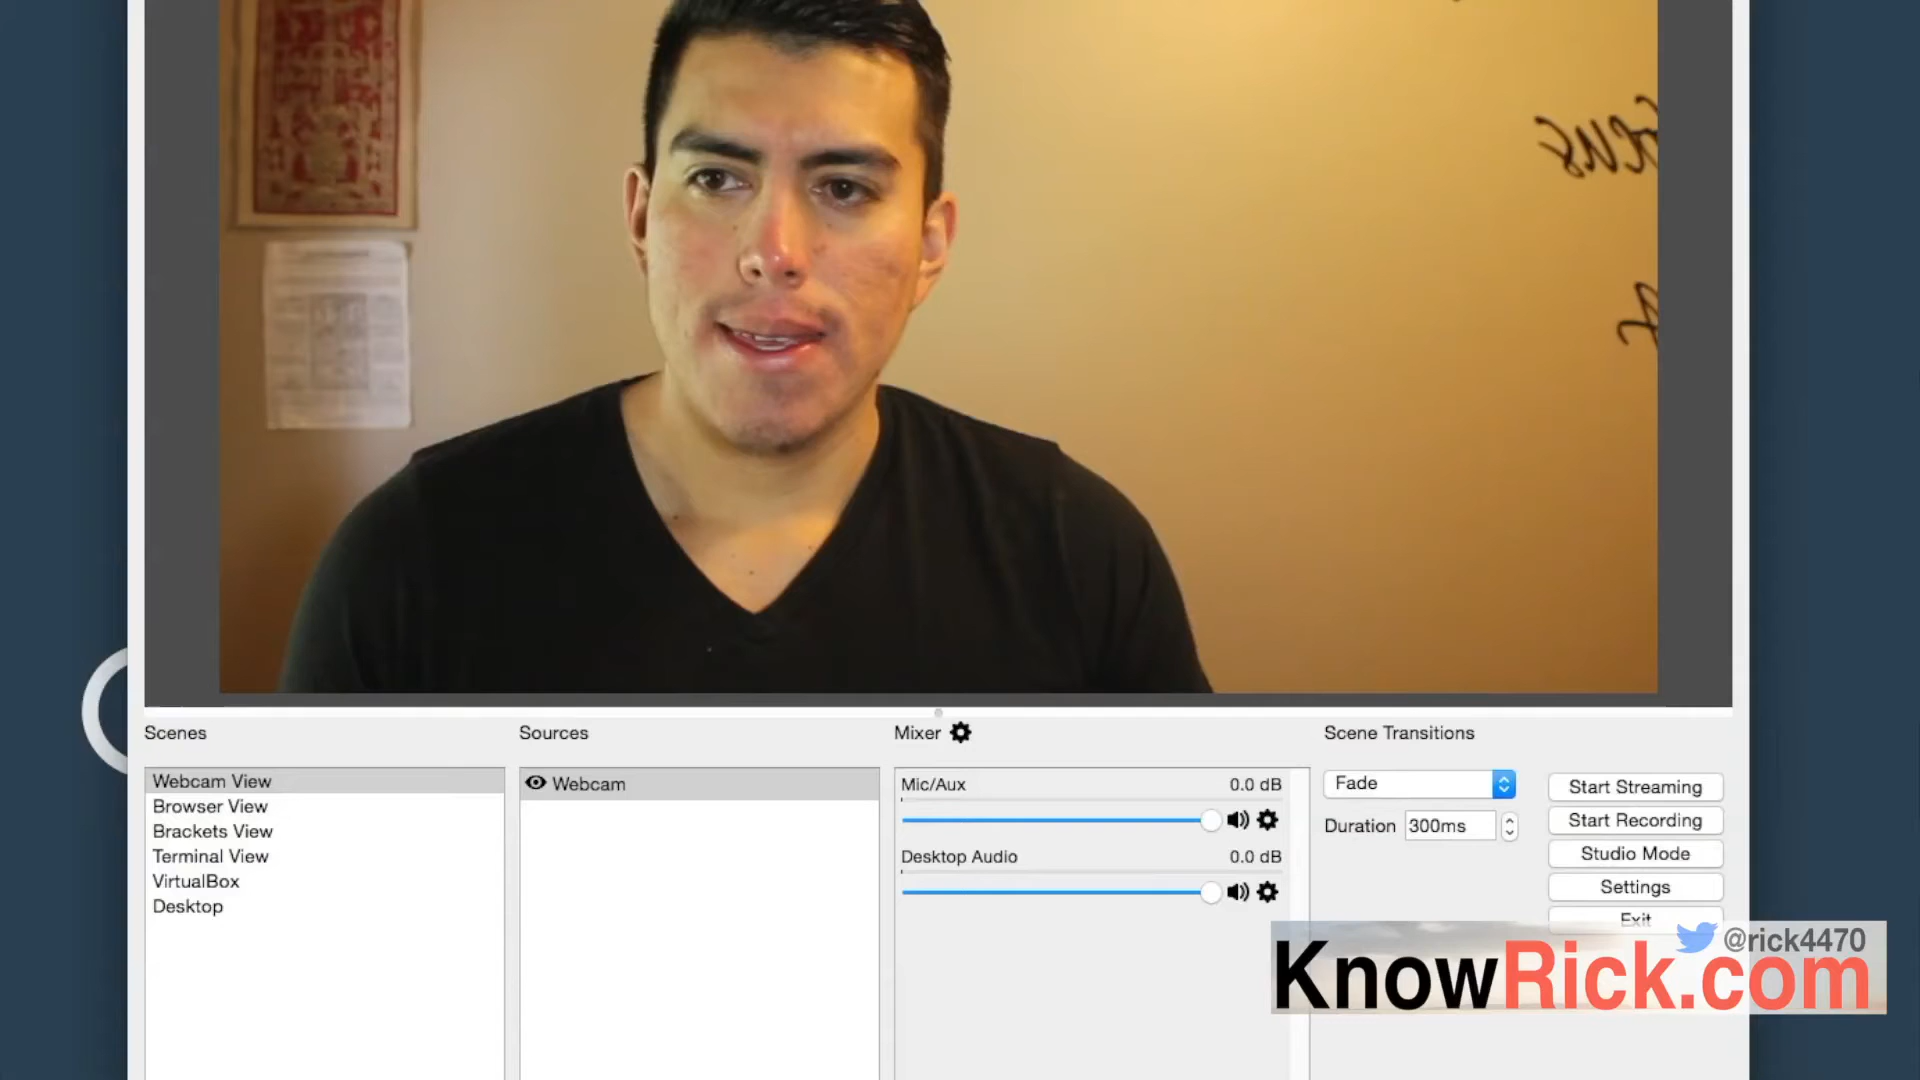 Scenes
Sources
Mixer
Scene Transitions
Webcam View
Browser View
Brackets View
Terminal View
VirtualBox
Desktop
Webcam
Mic/Aux 0.0 dB
Desktop Audio 0.0 dB
Fade
Duration 300ms
Start Streaming
Start Recording
Studio Mode
Settings
Exit
@rick4470
KnowRick.com